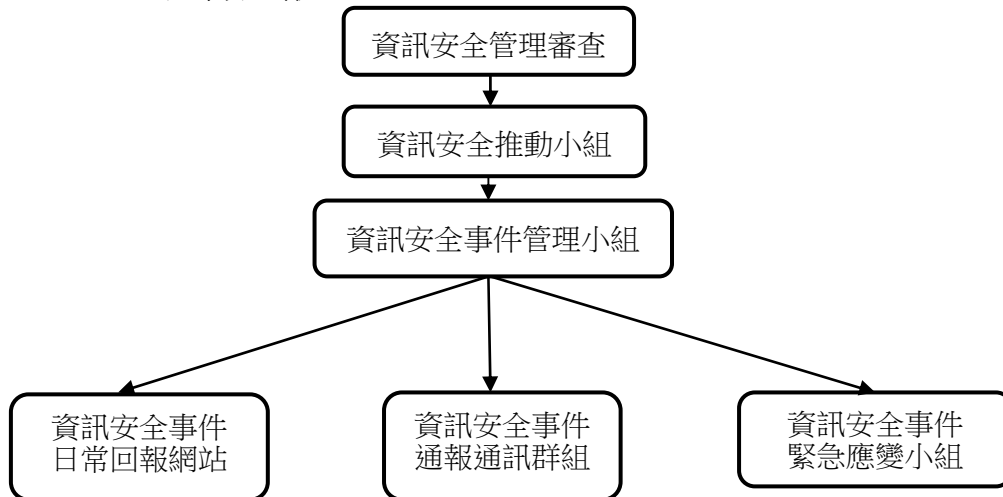 資訊安全管理審查
資訊安全推動小組
資訊安全事件管理小組
資訊安全事件
日常回報網站
資訊安全事件
通報通訊群組
資訊安全事件
緊急應變小組